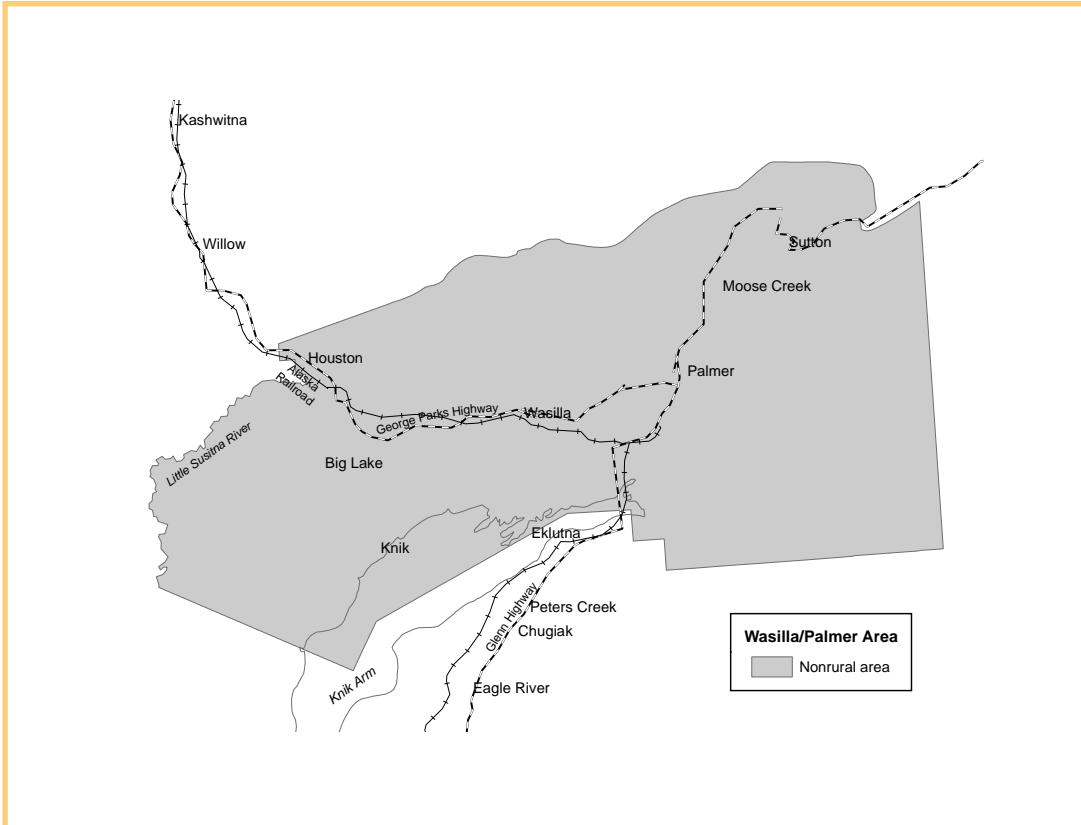 Kashwitna
Willow
Sutton
Moose Creek
Houston
Alaska
Railroad
Palmer
George Parks Highway
Wasilla
Little Susitna River
Big Lake
Eklutna
Knik
Glenn Highway
Peters Creek
Chugiak
Knik Arm
Eagle River
Wasilla/Palmer Area
Nonrural area